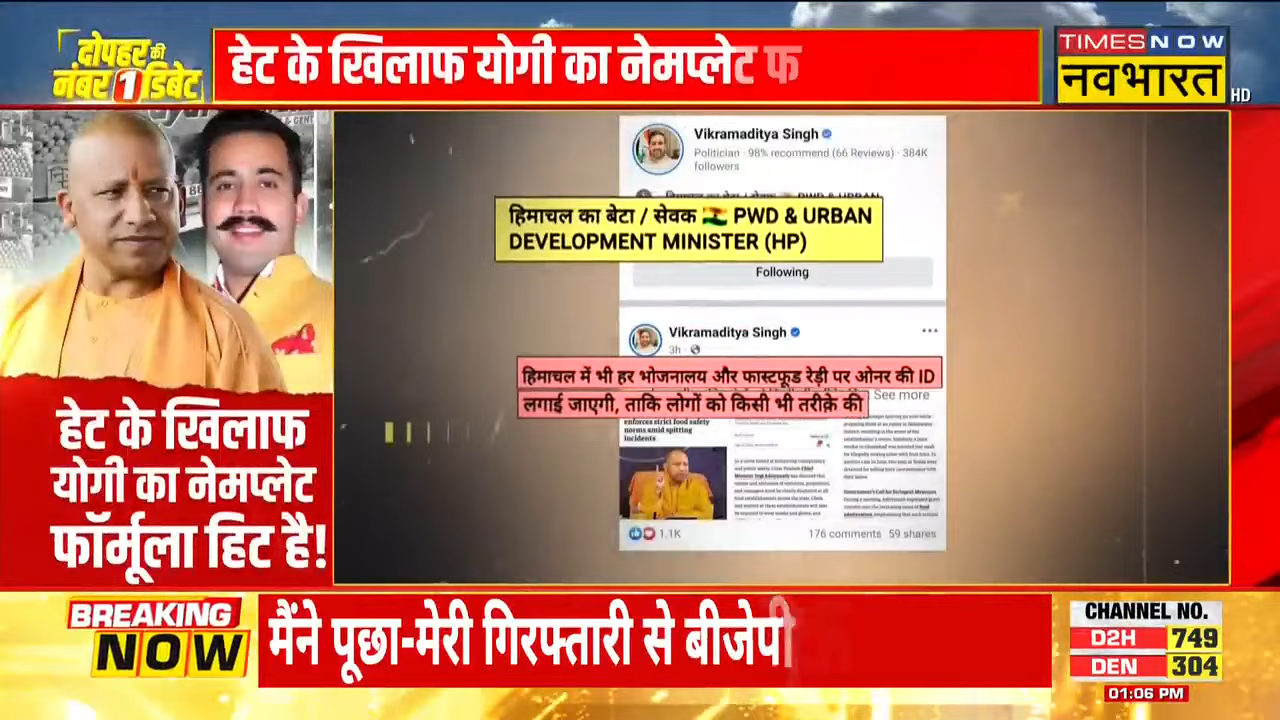 दोपहर की
नंबर 1 डिबेट
हेट के खिलाफ योगी का नेमप्लेट फ
TIMES NOW
नवभारत
HD
Vikramaditya Singh
Politician · 98% recommend (66 Reviews) · 384K
followers
हिमाचल का बेटा / सेवक PWD & URBAN
DEVELOPMENT MINISTER (HP)
Following
Vikramaditya Singh
3h
हिमाचल में भी हर भोजनालय और फास्टफूड रेड़ी पर ओनर की ID
लगाई जाएगी, ताकि लोगों को किसी भी तरीक़े की
See more
enforces strict food safety
norms amid spitting
incidents
1.1K
176 comments 59 shares
हेट के खिलाफ
योगी का नेमप्लेट
फॉर्मूला हिट है!
BREAKING
NOW
मैंने पूछा-मेरी गिरफ्तारी से बीजेपी
CHANNEL NO.
D2H 749
DEN 304
01:06 PM